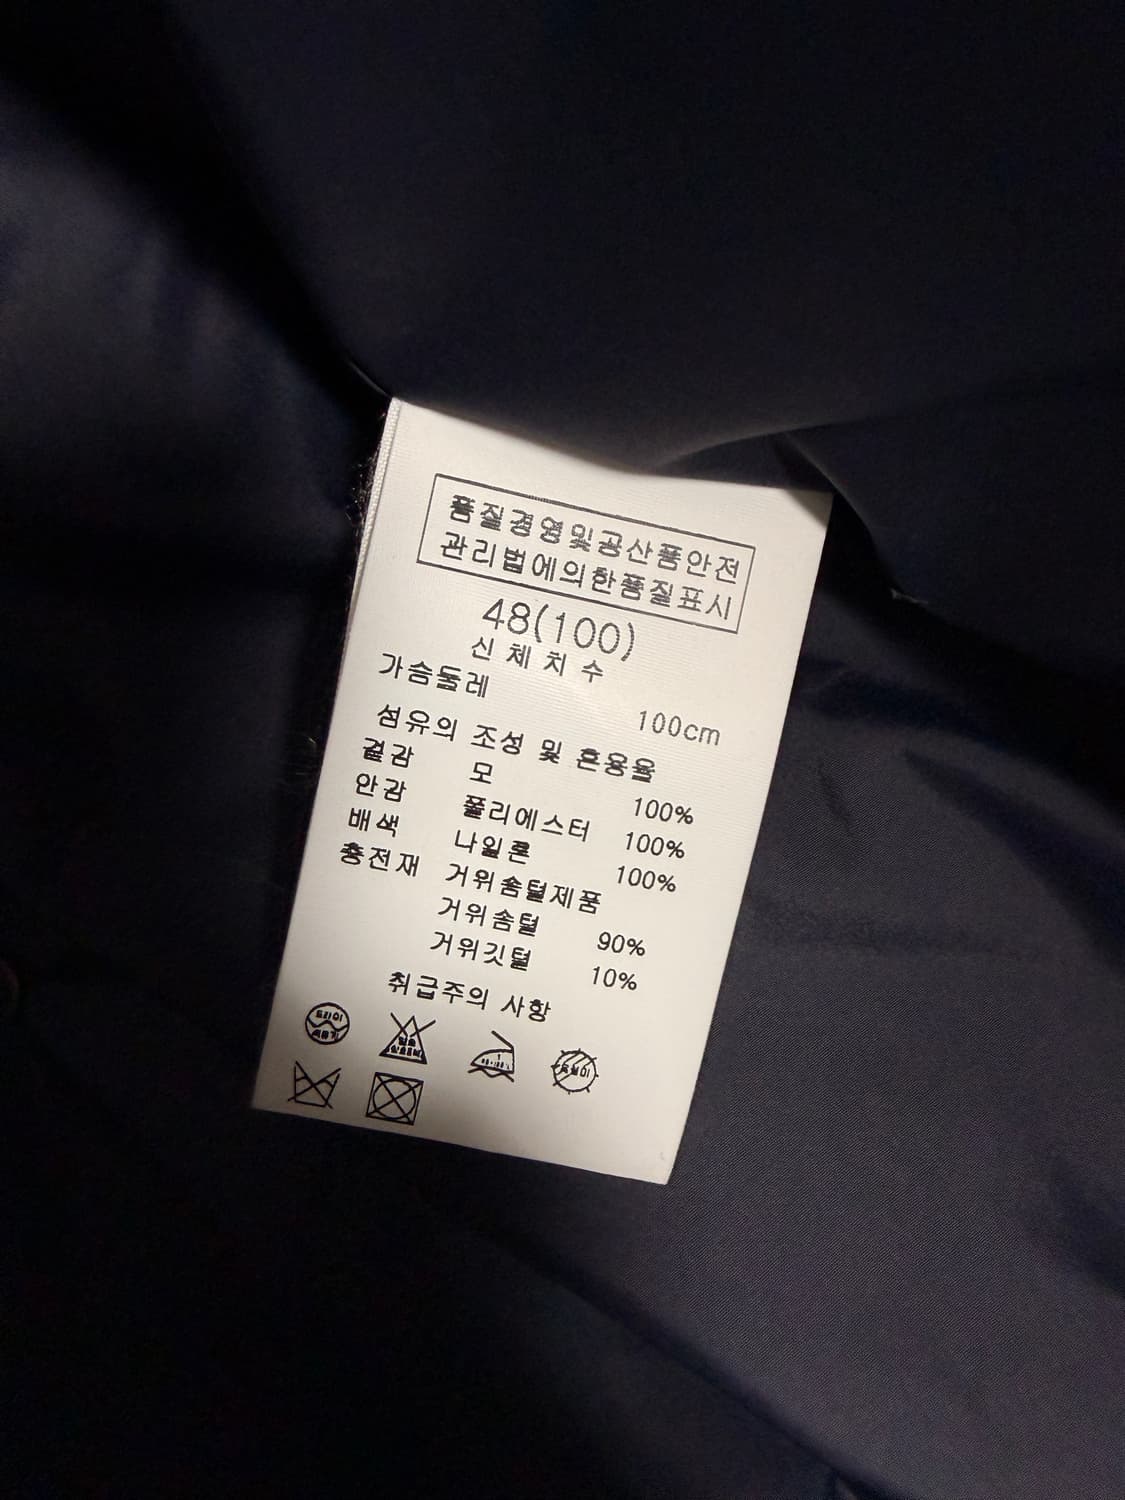 품질경영및공산품안전
관리법에의한품질표시
48(100)
신체치수
가슴둘레 100cm
섬유의 조성 및 혼용율
겉감 모 100%
안감 폴리에스터 100%
배색 나일론 100%
충전재 거위솜털제품
거위솜털 90%
거위깃털 10%
취급주의 사항
드라이